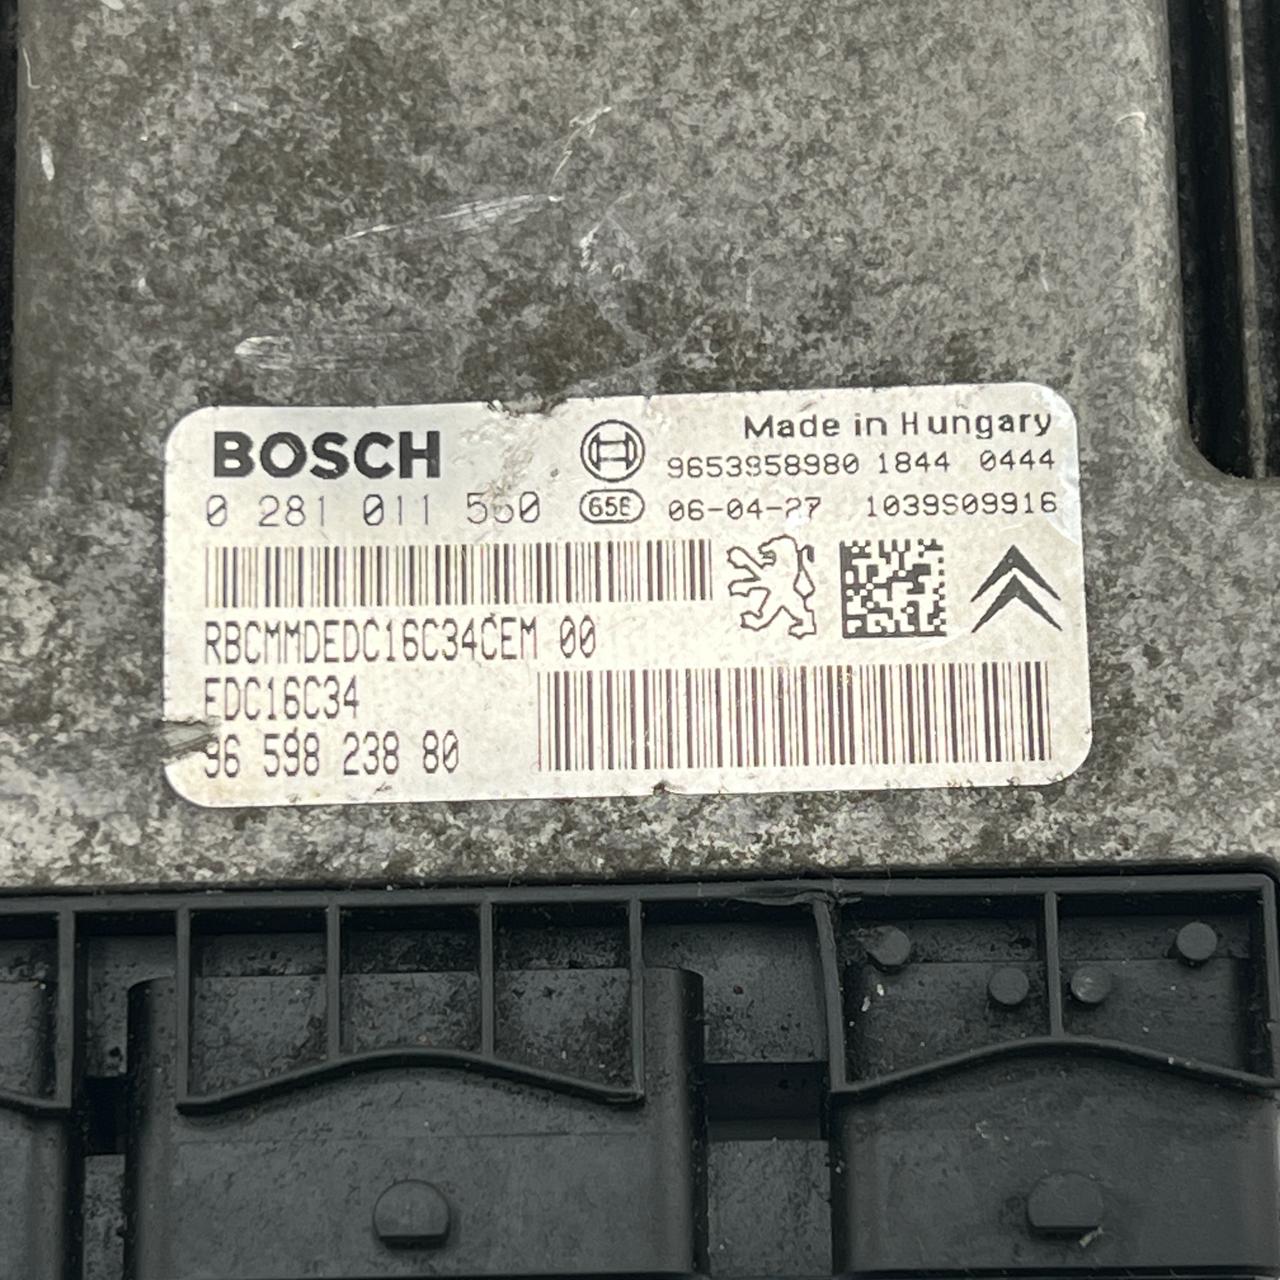 BOSCH
Made in Hungary
9653958980 1844 0444
0 281 011 560
06-04-27 1039S09916
RBCMMDEDC16C34CEM 00
EDC16C34
96 598 238 80